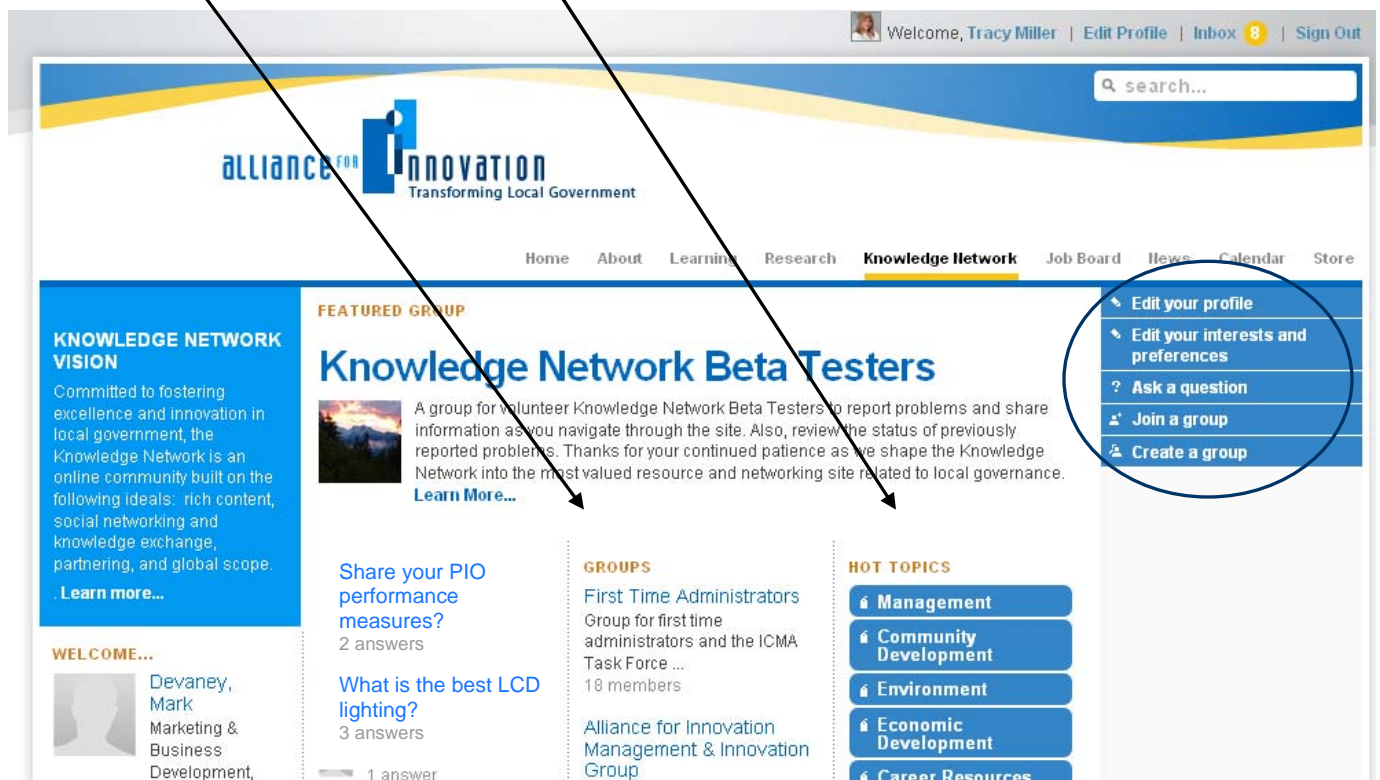 Welcome, Tracy Miller | Edit Profile | Inbox 8 | Sign Out
search...
alliance for innovation
Transforming Local Government
Home About Learning Research Knowledge Network Job Board News Calendar Store
KNOWLEDGE NETWORK
VISION
Committed to fostering
excellence and innovation in
local government, the
Knowledge Network is an
online community built on the
following ideals: rich content,
social networking and
knowledge exchange,
partnering, and global scope.
. Learn more...
WELCOME...
Devaney,
Mark
Marketing &
Business
Development,
FEATURED GROUP
Knowledge Network Beta Testers
A group for volunteer Knowledge Network Beta Testers to report problems and share
information as you navigate through the site. Also, review the status of previously
reported problems. Thanks for your continued patience as we shape the Knowledge
Network into the most valued resource and networking site related to local governance.
Learn More...
Share your PIO
performance
measures?
2 answers
What is the best LCD
lighting?
3 answers
1 answer
GROUPS
First Time Administrators
Group for first time
administrators and the ICMA
Task Force ...
18 members
Alliance for Innovation
Management & Innovation
Group
HOT TOPICS
Management
Community
Development
Environment
Economic
Development
Career Resources
Edit your profile
Edit your interests and
preferences
? Ask a question
Join a group
Create a group